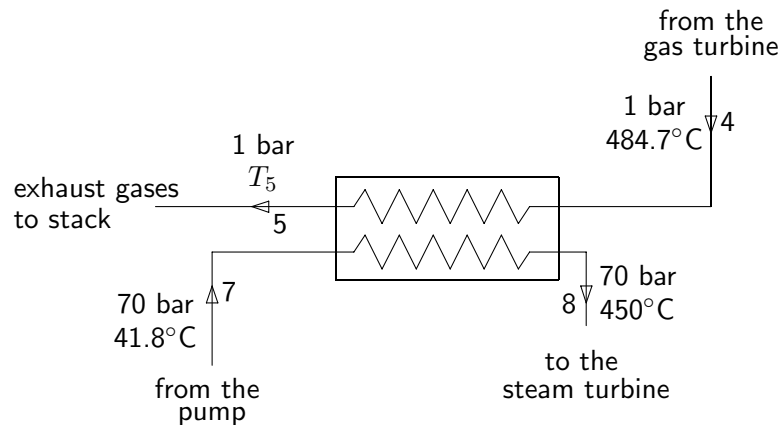 from the
gas turbine
1 bar
484.7°C
4
1 bar
T₅
exhaust gases
to stack
5
7
70 bar
41.8°C
70 bar
450°C
8
from the
pump
to the
steam turbine